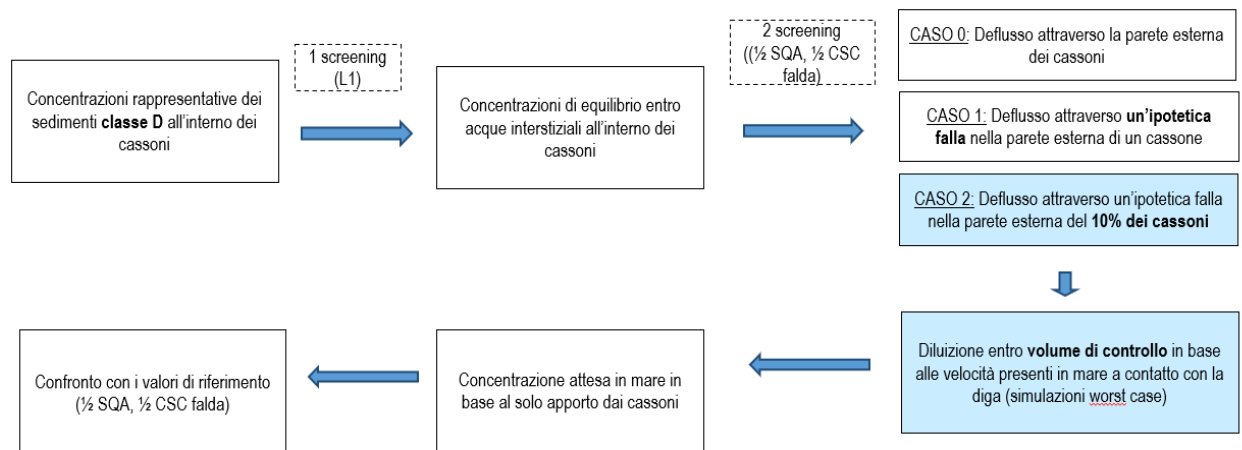 Concentrazioni rappresentative dei
sedimenti classe D all'interno dei
cassoni
1 screening
(L1)
Concentrazioni di equilibrio entro
acque interstiziali all'interno dei
cassoni
2 screening
((½ SQA, ½ CSC
falda)
CASO 0: Deflusso attraverso la parete esterna
dei cassoni
CASO 1: Deflusso attraverso un'ipotetica
falla nella parete esterna di un cassone
CASO 2: Deflusso attraverso un'ipotetica falla
nella parete esterna del 10% dei cassoni
Diluizione entro volume di controllo in base
alle velocità presenti in mare a contatto con la
diga (simulazioni worst case)
Concentrazione attesa in mare in
base al solo apporto dai cassoni
Confronto con i valori di riferimento
(½ SQA, ½ CSC falda)